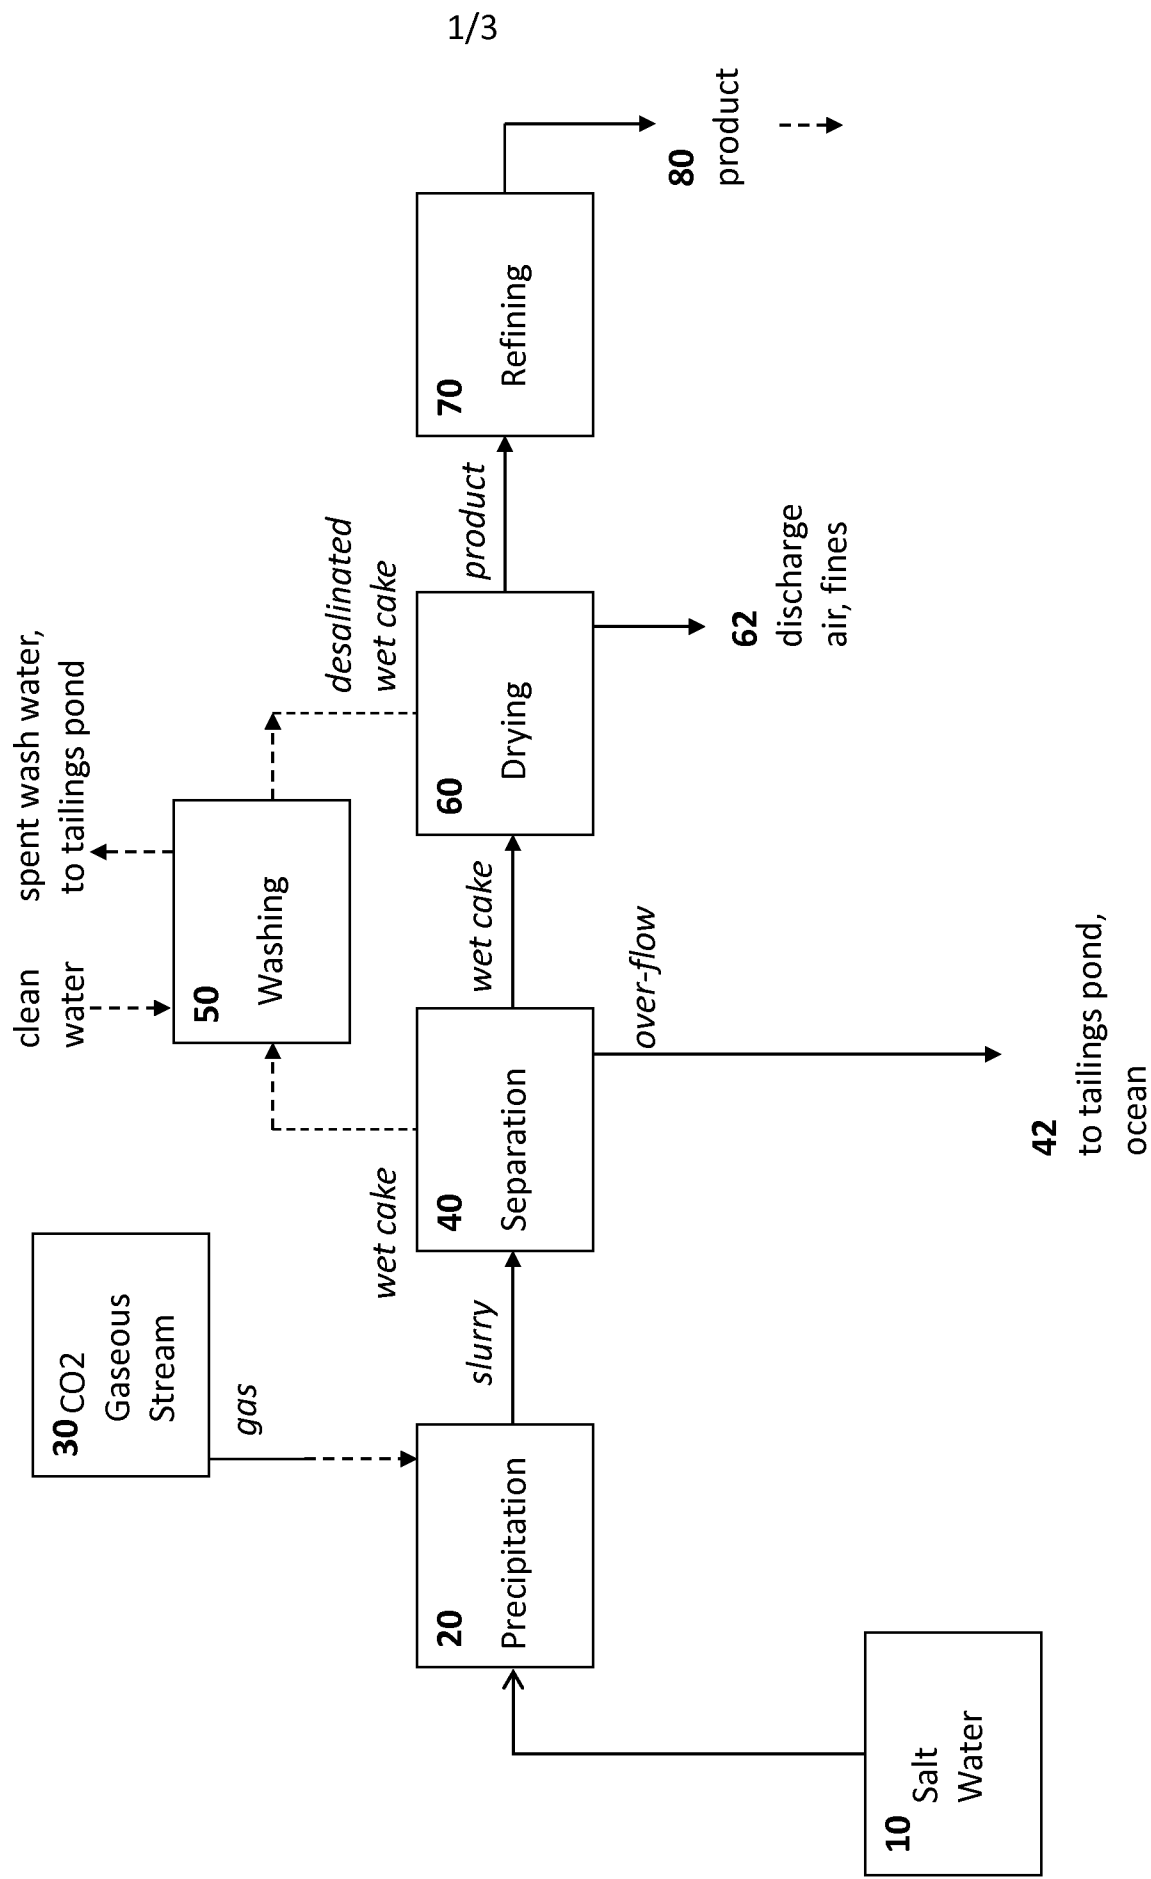 1/3
10
Salt
Water
20
Precipitation
30 CO2
Gaseous
Stream
gas
slurry
40
Separation
wet cake
over-flow
42
to tailings pond,
ocean
wet cake
50
Washing
clean
water
spent wash water,
to tailings pond
desalinated
wet cake
60
Drying
62
discharge
air, fines
product
70
Refining
80
product